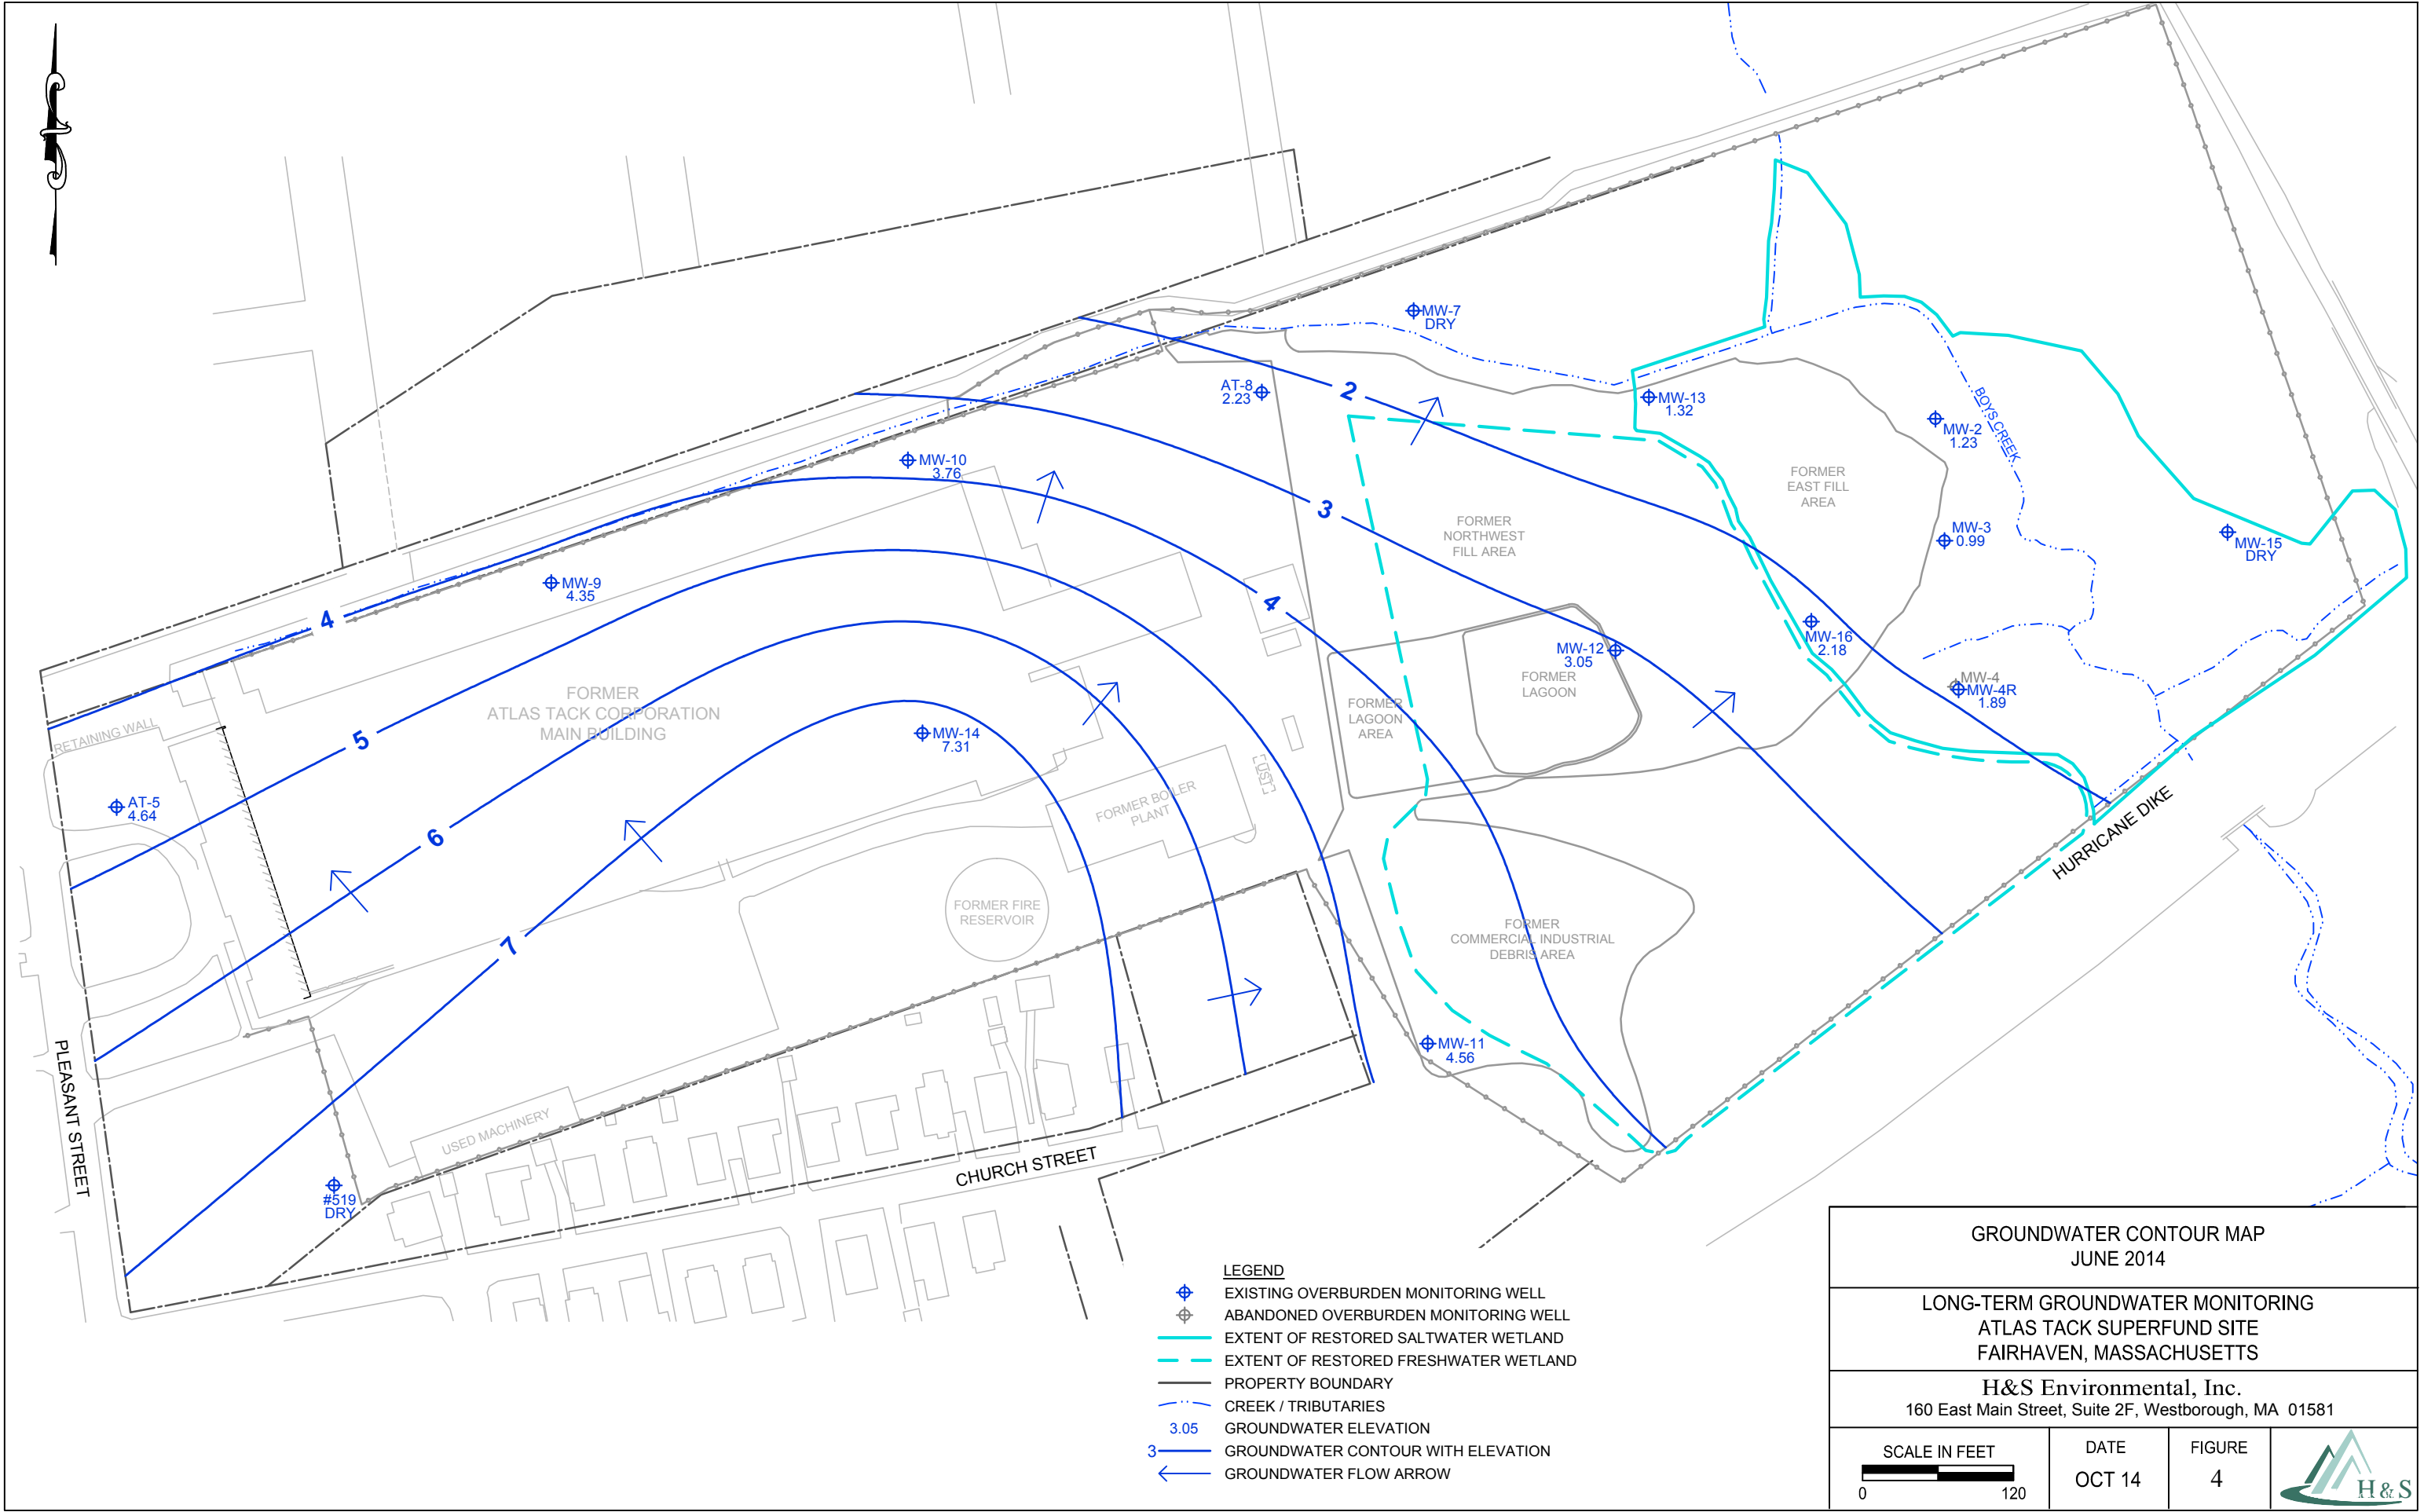 MW-7
DRY
AT-8
2.23
2
MW-13
1.32
MW-2
1.23
BOYS CREEK
MW-10
3.76
FORMER
EAST FILL
AREA
3
FORMER
NORTHWEST
FILL AREA
MW-3
0.99
MW-15
DRY
MW-9
4.35
4
4
MW-12
3.05
MW-16
2.18
FORMER
LAGOON
MW-4
MW-4R
1.89
FORMER
ATLAS TACK CORPORATION
MAIN BUILDING
FORMER
LAGOON
AREA
RETAINING WALL
5
MW-14
7.31
UST
AT-5
4.64
FORMER BOILER
PLANT
6
HURRICANE DIKE
FORMER FIRE
RESERVOIR
7
FORMER
COMMERCIAL INDUSTRIAL
DEBRIS AREA
MW-11
4.56
PLEASANT STREET
USED MACHINERY
CHURCH STREET
#519
DRY
LEGEND
EXISTING OVERBURDEN MONITORING WELL
ABANDONED OVERBURDEN MONITORING WELL
EXTENT OF RESTORED SALTWATER WETLAND
EXTENT OF RESTORED FRESHWATER WETLAND
PROPERTY BOUNDARY
CREEK / TRIBUTARIES
3.05 GROUNDWATER ELEVATION
3 GROUNDWATER CONTOUR WITH ELEVATION
GROUNDWATER FLOW ARROW
GROUNDWATER CONTOUR MAP
JUNE 2014
LONG-TERM GROUNDWATER MONITORING
ATLAS TACK SUPERFUND SITE
FAIRHAVEN, MASSACHUSETTS
H&S Environmental, Inc.
160 East Main Street, Suite 2F, Westborough, MA 01581
SCALE IN FEET
0 120
DATE
OCT 14
FIGURE
4
H&S